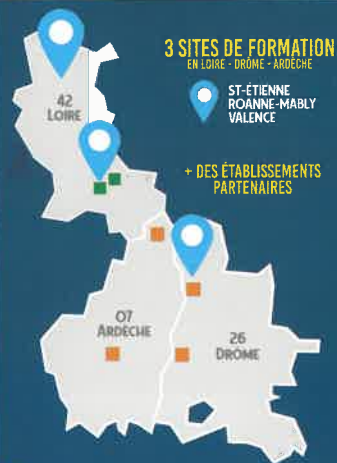 3 SITES DE FORMATION
EN LOIRE - DRÔME - ARDÈCHE
ST-ÉTIENNE
ROANNE-MABLY
VALENCE
+ DES ÉTABLISSEMENTS
PARTENAIRES
42
LOIRE
07
ARDÈCHE
26
DRÔME